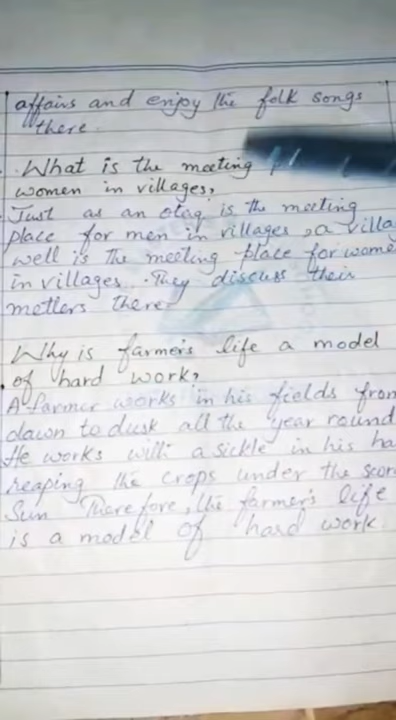 affairs and enjoy the folk songs
there.
What is the meeting
women in villages?
Just as an otaq is the meeting
place for men in villages, a villa
well is the meeting place for wome
in villages. They discuss their
metters there
Why is farmer's life a model
of hard work?
A farmer works in his fields from
dawn to dusk all the year round
He works with a sickle in his ha
reaping the crops under the scor
Sun Therefore, the farmer's life
is a model of hard work.